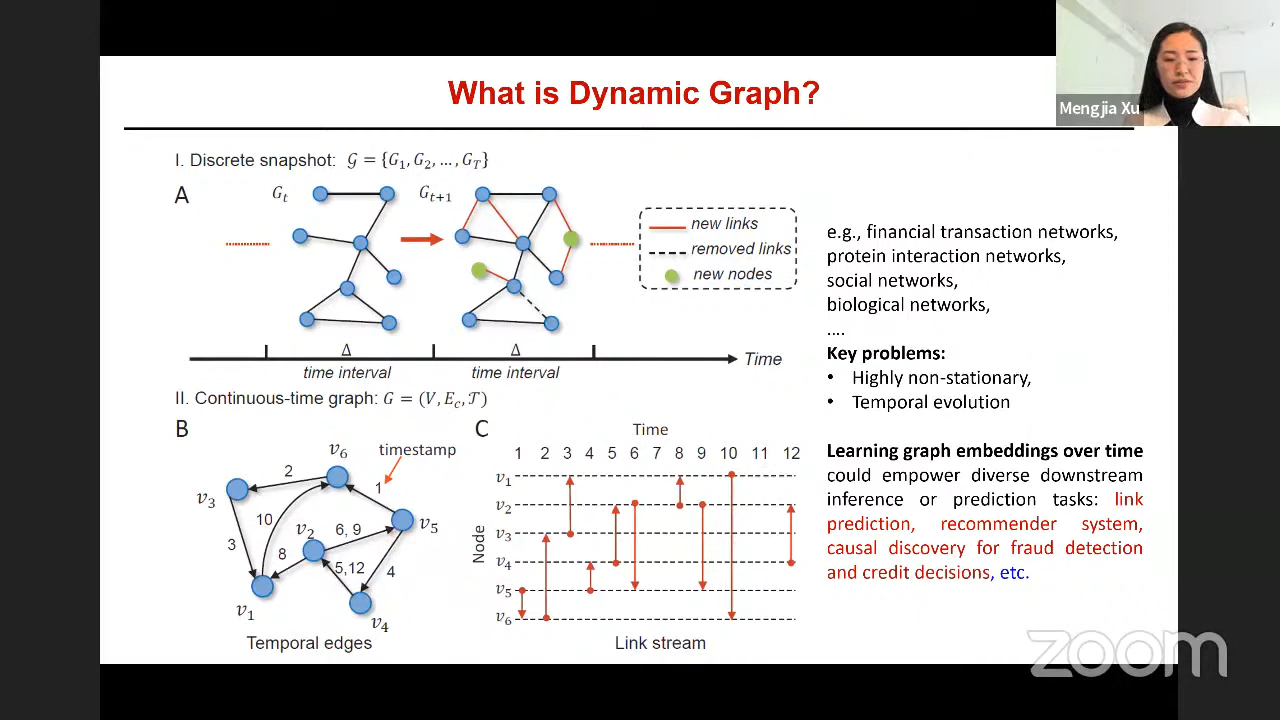 What is Dynamic Graph?
Mengjia Xu
I. Discrete snapshot: 𝒢 = {G₁, G₂, ..., G_T}
A
G_t
G_{t+1}
new links
removed links
new nodes
Δ
Δ
Time
time interval
time interval
II. Continuous-time graph: G = (V, E_c, 𝒯)
B
v₆
timestamp
2
1
v₃
10
v₂
6, 9
v₅
3
8
5,12
4
v₁
v₄
Temporal edges
C
Time
1 2 3 4 5 6 7 8 9 10 11 12
Node
v₁
v₂
v₃
v₄
v₅
v₆
Link stream
e.g., financial transaction networks,
protein interaction networks,
social networks,
biological networks,
....
Key problems:
• Highly non-stationary,
• Temporal evolution
Learning graph embeddings over time
could empower diverse downstream
inference or prediction tasks: link
prediction, recommender system,
causal discovery for fraud detection
and credit decisions, etc.
zoom